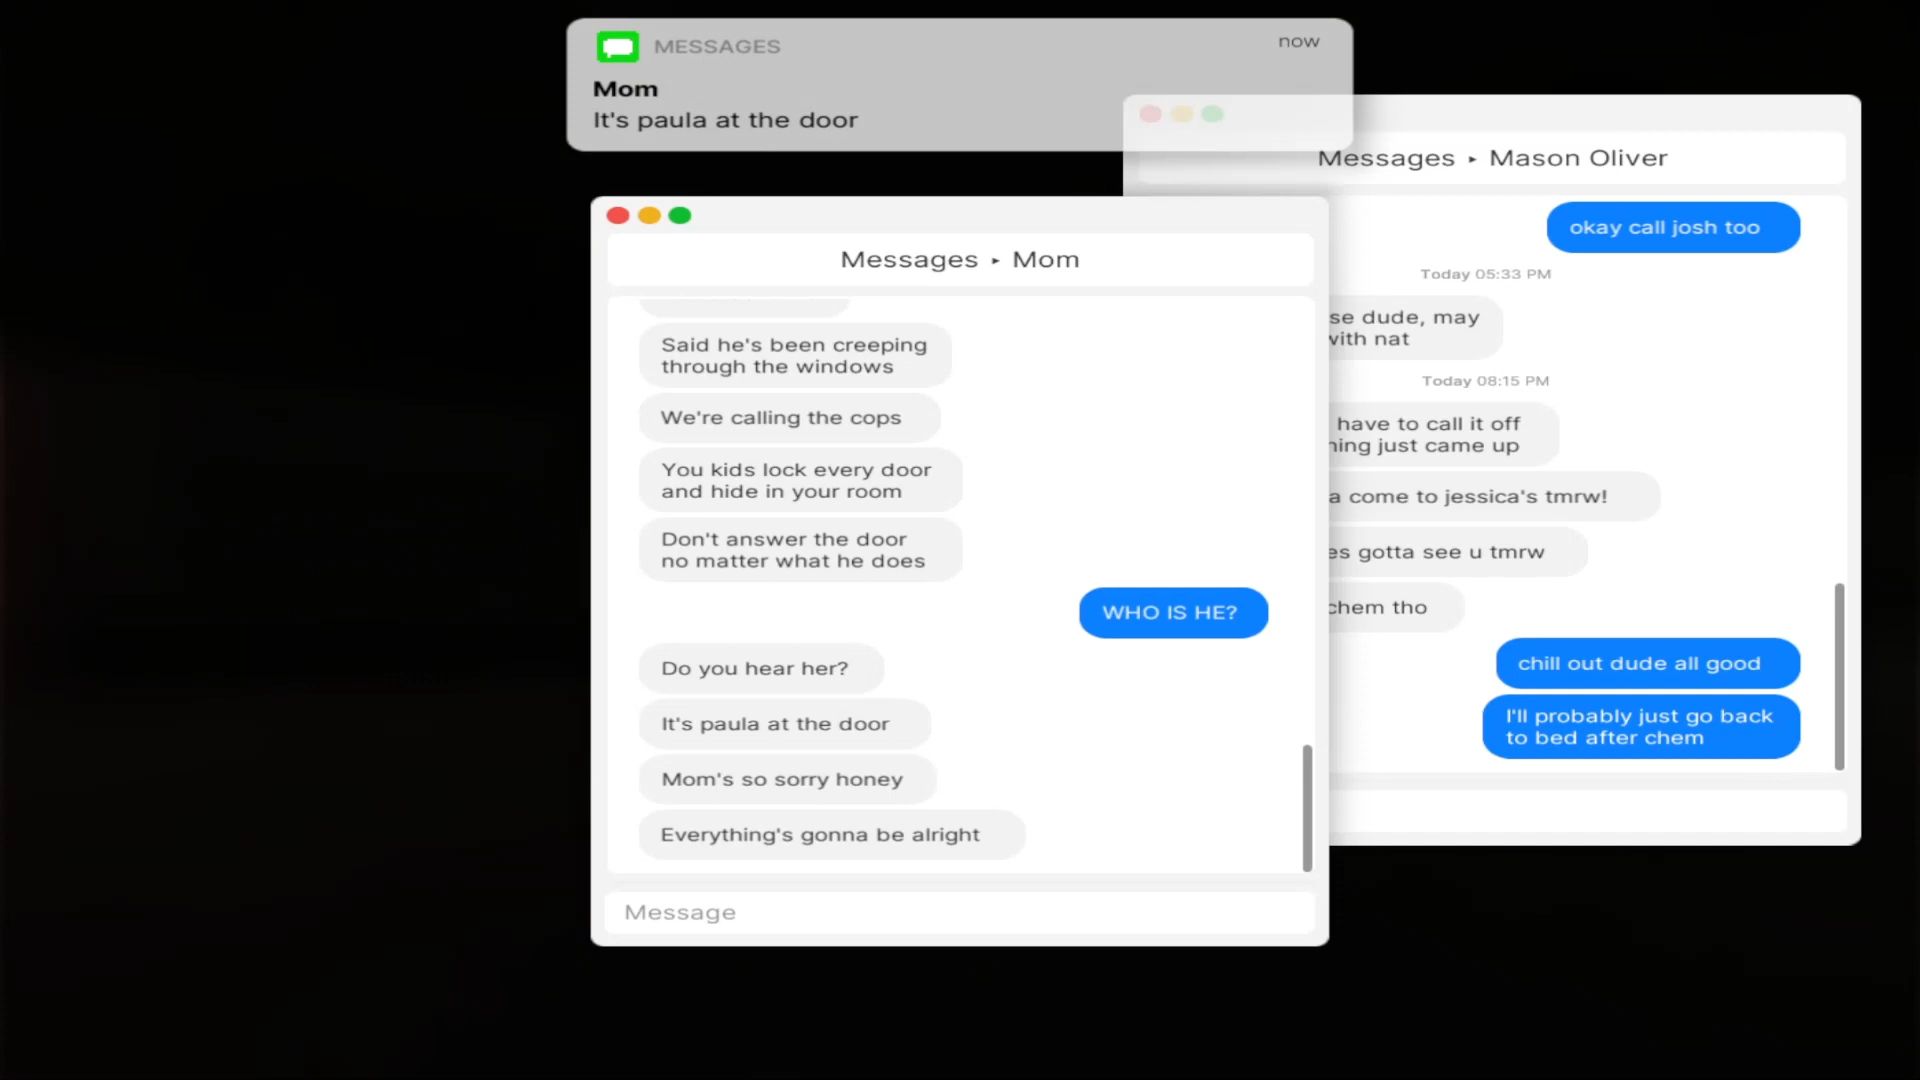 MESSAGES
now
Mom
It's paula at the door
Messages ▸ Mason Oliver
okay call josh too
Today 05:33 PM
dude, may
with nat
Today 08:15 PM
have to call it off
just came up
come to jessica's tmrw!
gotta see u tmrw
chem tho
chill out dude all good
I'll probably just go back
to bed after chem
Messages ▸ Mom
Said he's been creeping
through the windows
We're calling the cops
You kids lock every door
and hide in your room
Don't answer the door
no matter what he does
WHO IS HE?
Do you hear her?
It's paula at the door
Mom's so sorry honey
Everything's gonna be alright
Message